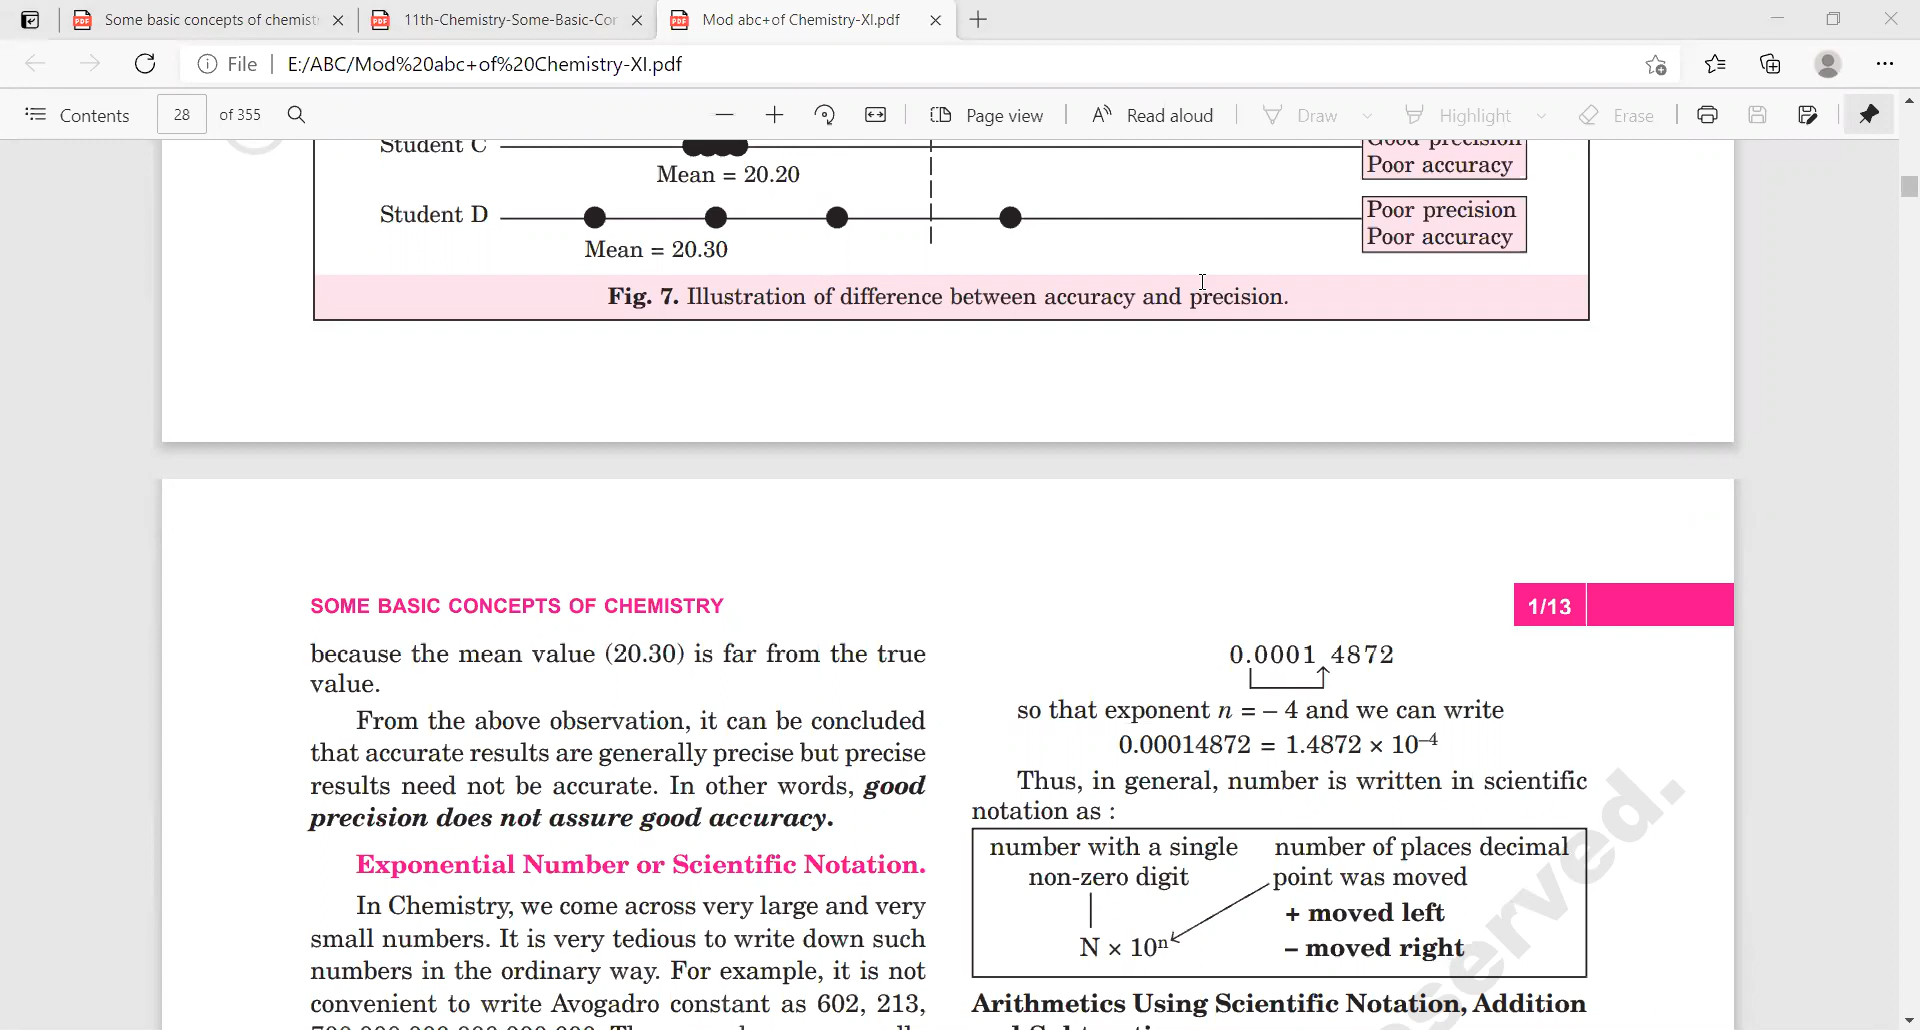 Some basic concepts of chemist
11th-Chemistry-Some-Basic-Cor
Mod abc+of Chemistry-XI.pdf
File
E:/ABC/Mod%20abc+of%20Chemistry-XI.pdf
Contents
28
of 355
Page view
Read aloud
Draw
Highlight
Erase
Student C
Good precision
Poor accuracy
Mean = 20.20
Student D
Poor precision
Poor accuracy
Mean = 20.30
Fig. 7. Illustration of difference between accuracy and precision.
SOME BASIC CONCEPTS OF CHEMISTRY
1/13
because the mean value (20.30) is far from the true
value.
From the above observation, it can be concluded
that accurate results are generally precise but precise
results need not be accurate. In other words, good
precision does not assure good accuracy.
Exponential Number or Scientific Notation.
In Chemistry, we come across very large and very
small numbers. It is very tedious to write down such
numbers in the ordinary way. For example, it is not
convenient to write Avogadro constant as 602, 213,
0.0001 4872
so that exponent n = – 4 and we can write
0.00014872 = 1.4872 × 10–4
Thus, in general, number is written in scientific
notation as :
number with a single
non-zero digit
number of places decimal
point was moved
+ moved left
– moved right
N × 10n
Arithmetics Using Scientific Notation, Addition
served.